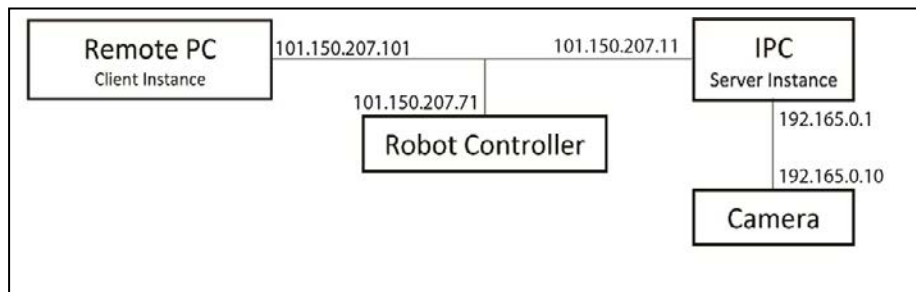 Remote PC
Client Instance
101.150.207.101
101.150.207.11
IPC
Server Instance
101.150.207.71
Robot Controller
192.165.0.1
192.165.0.10
Camera